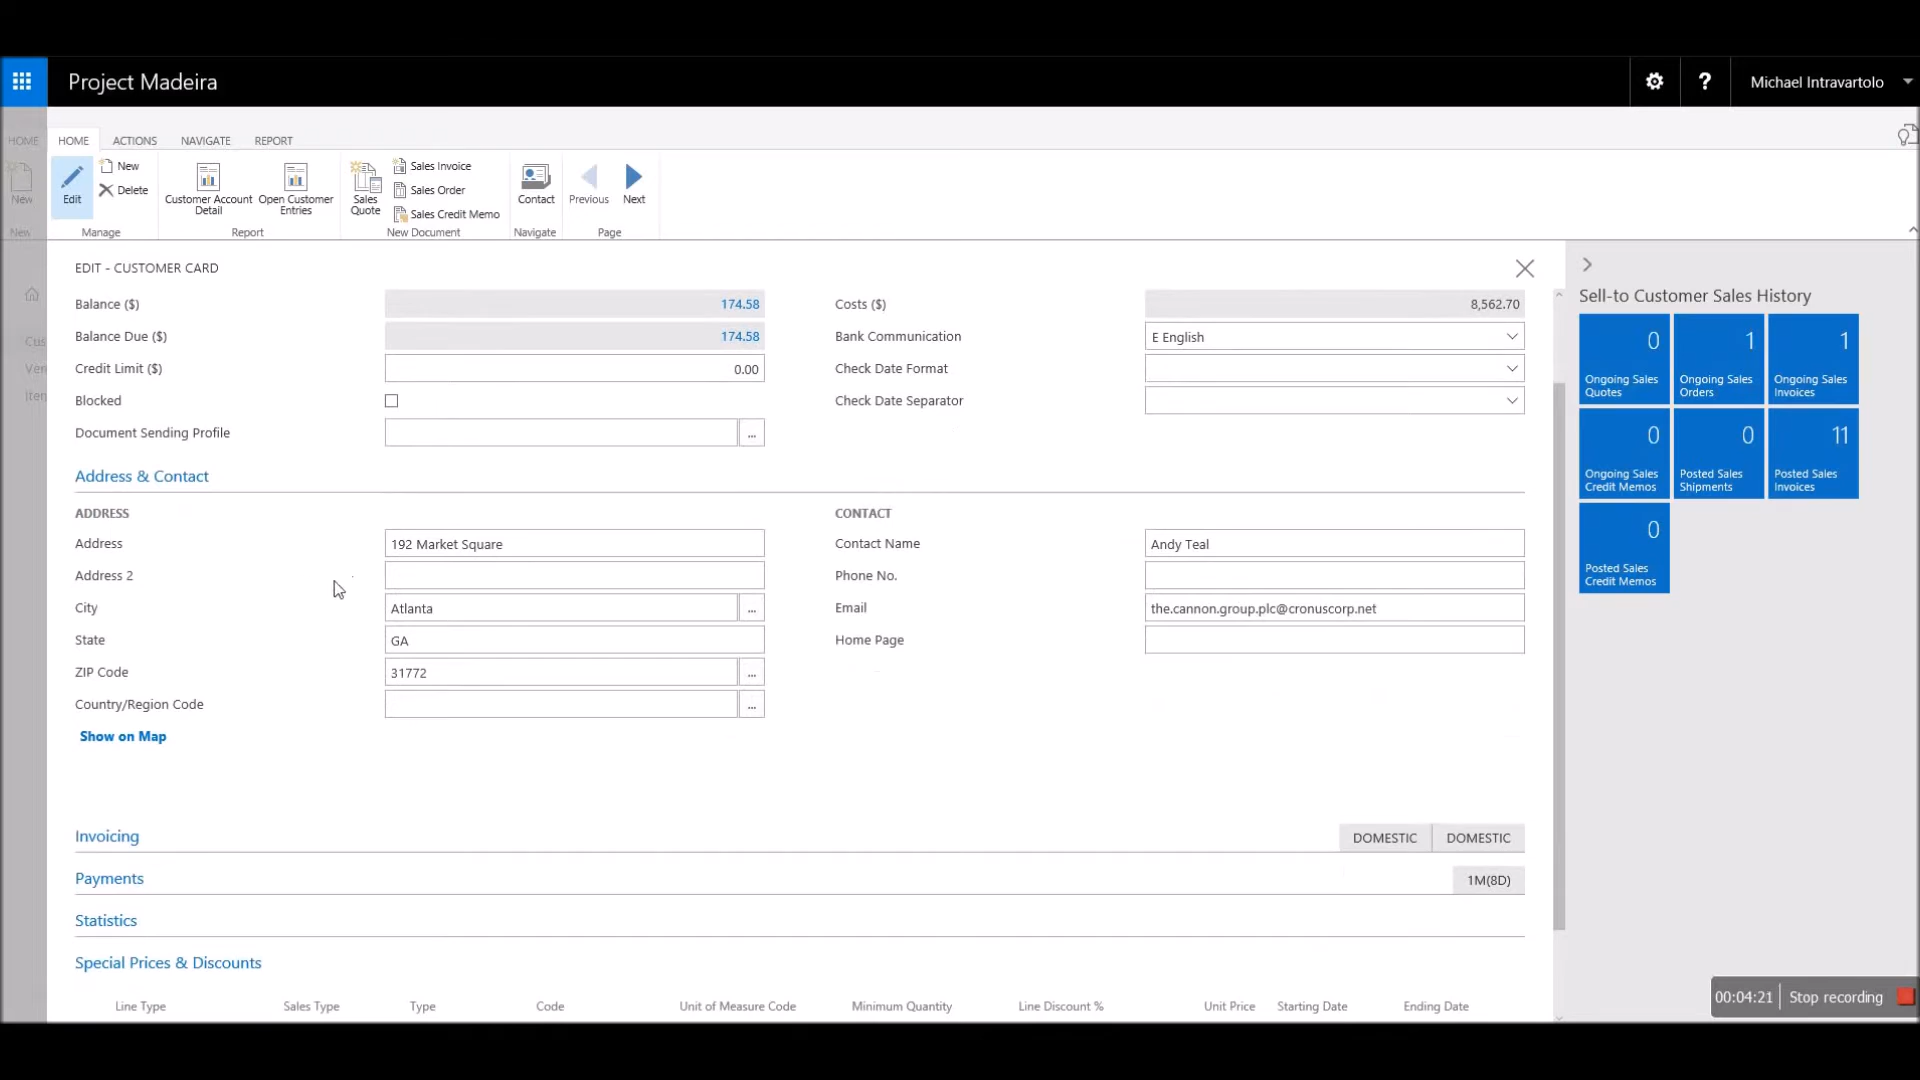 Project Madeira
? Michael Intravartolo
HOME HOME ACTIONS NAVIGATE REPORT
New
Edit
New
Delete
Customer Account
Detail
Open Customer
Entries
Sales
Quote
Sales Invoice
Sales Order
Sales Credit Memo
Contact
Previous
Next
New Manage Report New Document Navigate Page
EDIT - CUSTOMER CARD
Balance ($) 174.58
Balance Due ($) 174.58
Credit Limit ($) 0.00
Blocked
Document Sending Profile ...
Costs ($) 8,562.70
Bank Communication E English
Check Date Format
Check Date Separator
Address & Contact
ADDRESS
Address 192 Market Square
Address 2
City Atlanta ...
State GA
ZIP Code 31772 ...
Country/Region Code ...
Show on Map
CONTACT
Contact Name Andy Teal
Phone No.
Email the.cannon.group.plc@cronuscorp.net
Home Page
Invoicing DOMESTIC DOMESTIC
Payments 1M(8D)
Statistics
Special Prices & Discounts
Line Type Sales Type Type Code Unit of Measure Code Minimum Quantity Line Discount % Unit Price Starting Date Ending Date
Sell-to Customer Sales History
0
Ongoing Sales
Quotes
1
Ongoing Sales
Orders
1
Ongoing Sales
Invoices
0
Ongoing Sales
Credit Memos
0
Posted Sales
Shipments
11
Posted Sales
Invoices
0
Posted Sales
Credit Memos
00:04:21 Stop recording